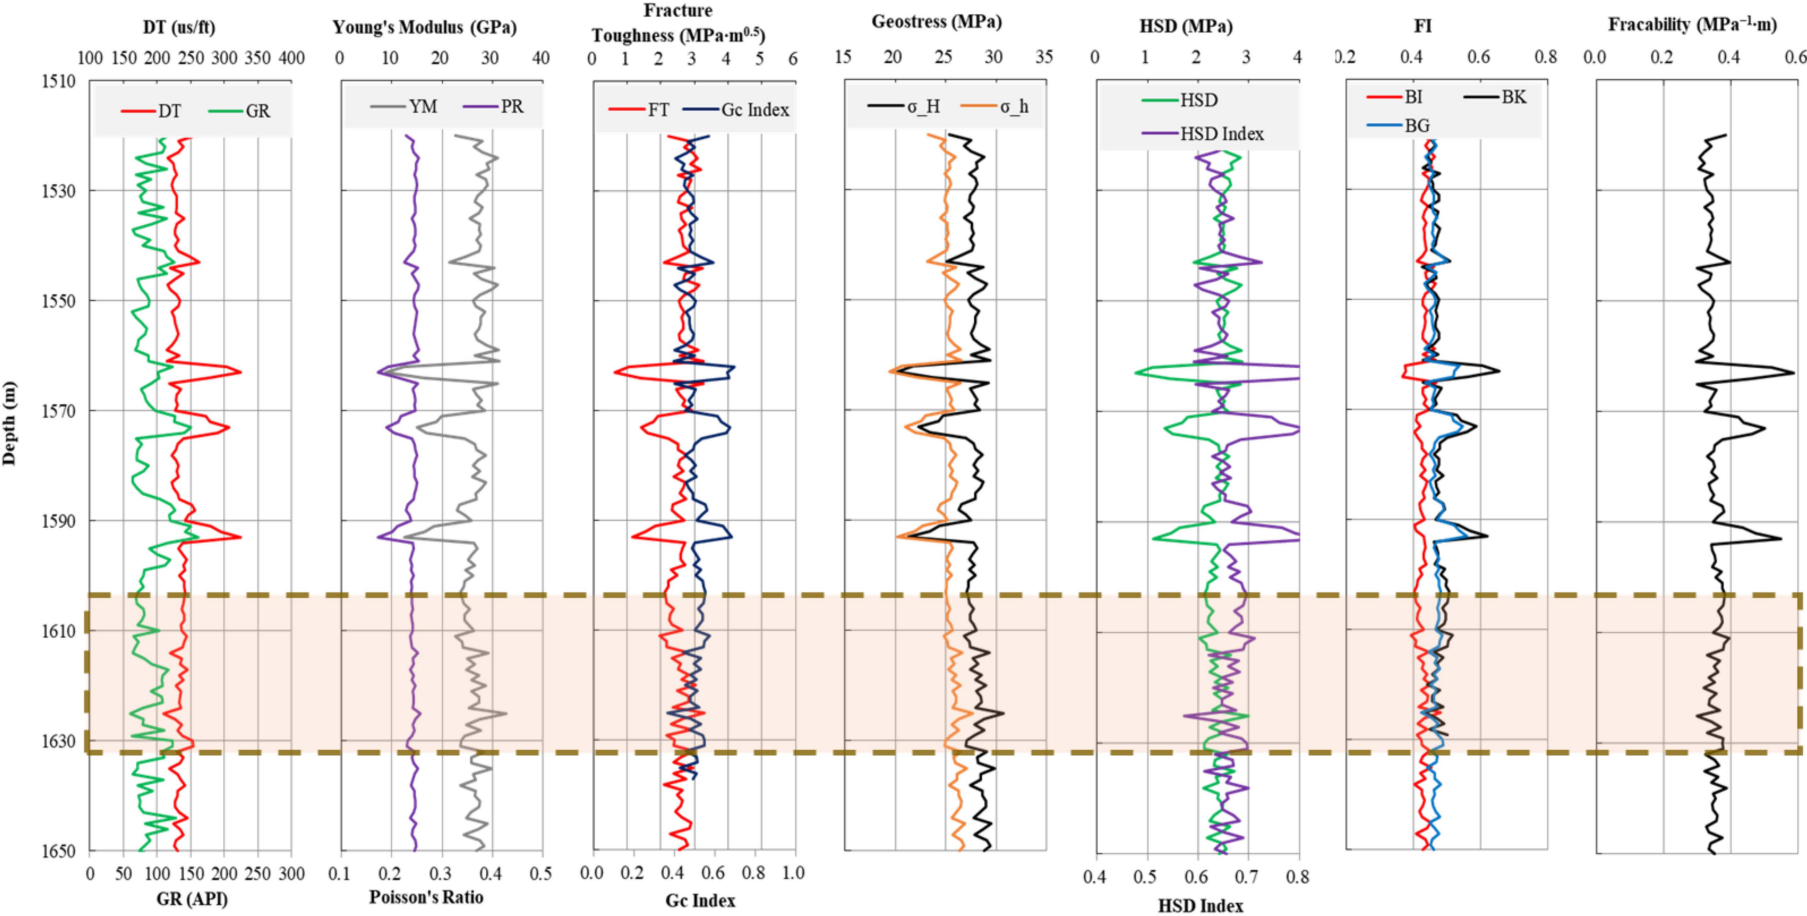 DT (us/ft)
100 150 200 250 300 350 400
DT GR
0 50 100 150 200 250 300
GR (API)
Young's Modulus (GPa)
0 10 20 30 40
YM PR
0.1 0.2 0.3 0.4 0.5
Poisson's Ratio
Fracture
Toughness (MPa·m0.5)
0 1 2 3 4 5 6
FT Gc Index
0.0 0.2 0.4 0.6 0.8 1.0
Gc Index
Geostress (MPa)
15 20 25 30 35
σ_H σ_h
HSD (MPa)
0 1 2 3 4
HSD
HSD Index
0.4 0.5 0.6 0.7 0.8
HSD Index
FI
0.2 0.4 0.6 0.8
BI BK
BG
Fracability (MPa−1·m)
0.0 0.2 0.4 0.6
Depth (m)
1510
1530
1550
1570
1590
1610
1630
1650